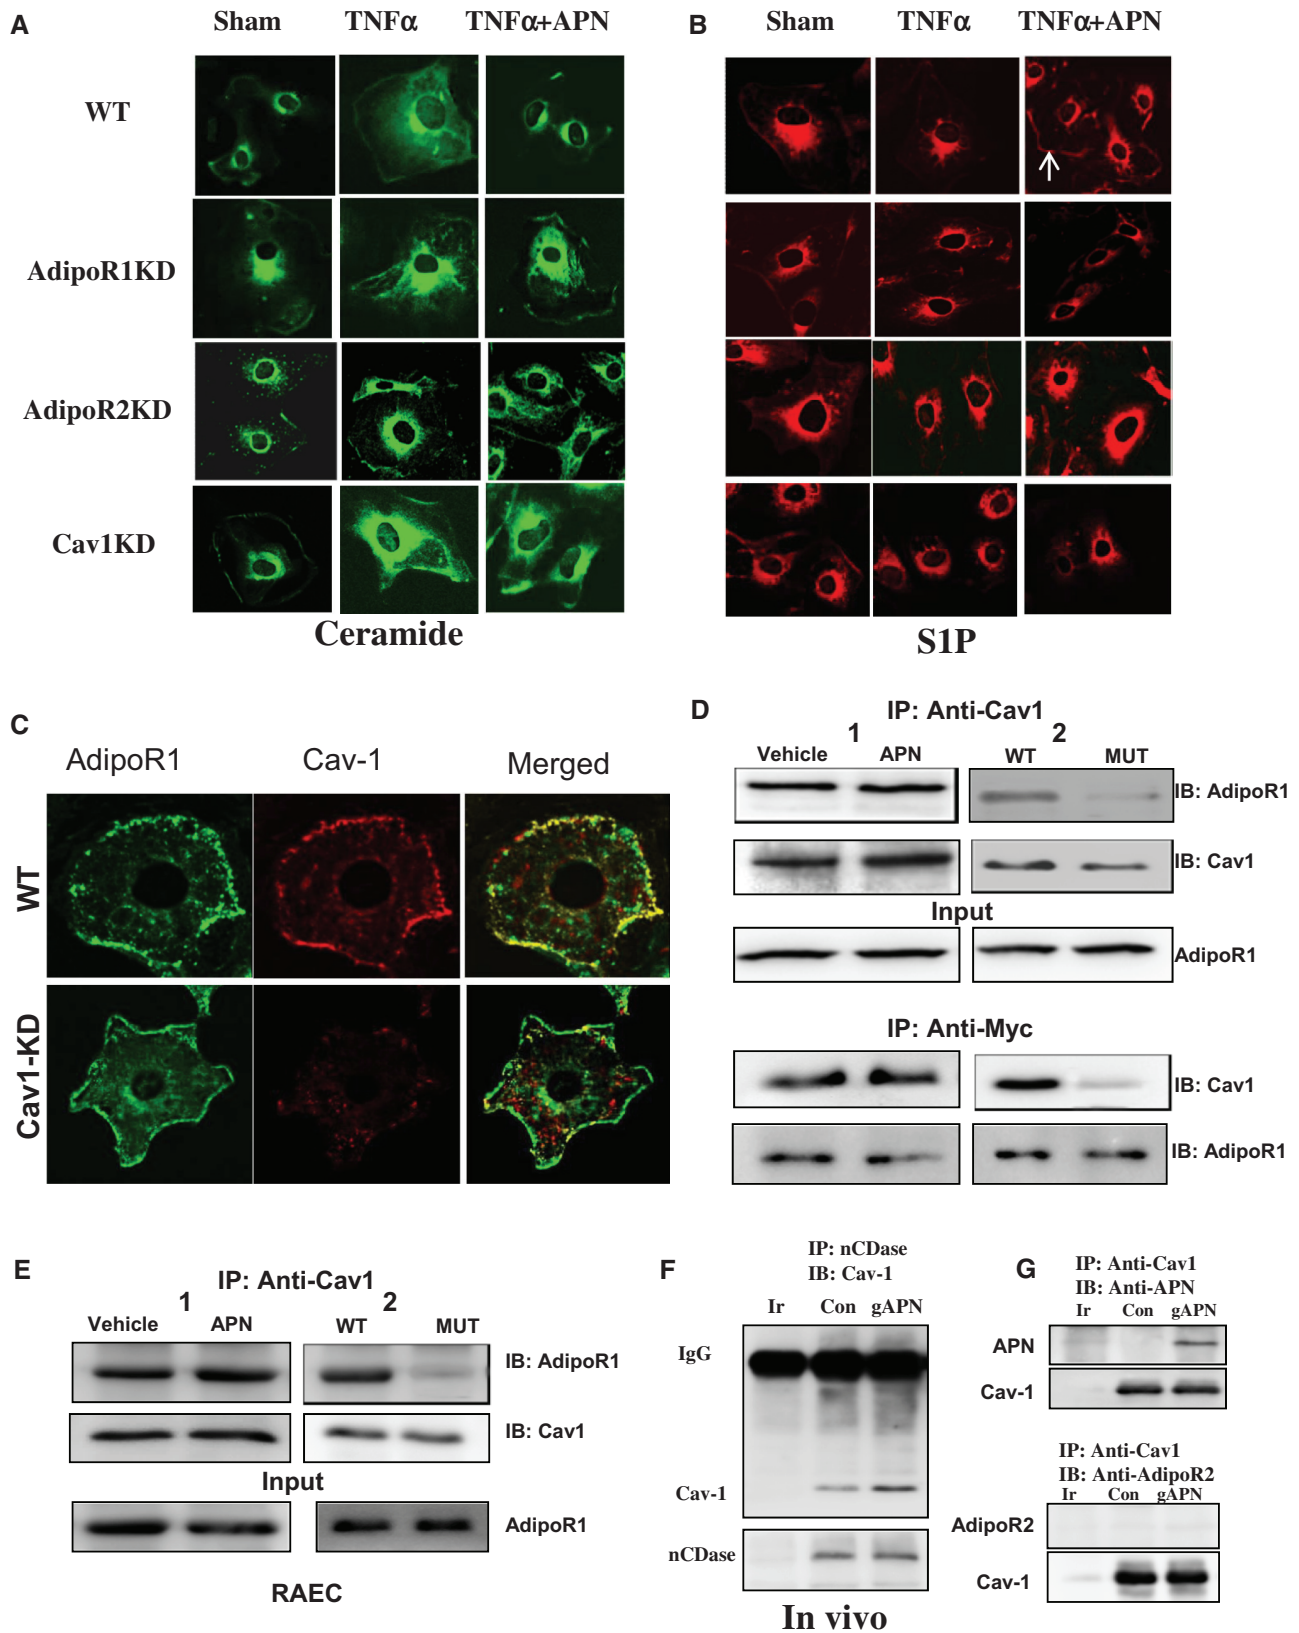 A
Sham TNFα TNFα+APN
WT
AdipoR1KD
AdipoR2KD
Cav1KD
Ceramide
B
Sham TNFα TNFα+APN
S1P
C
AdipoR1 Cav-1 Merged
WT
Cav1-KD
D
IP: Anti-Cav1
1 2
Vehicle APN WT MUT
IB: AdipoR1
IB: Cav1
Input
AdipoR1
IP: Anti-Myc
IB: Cav1
IB: AdipoR1
E
IP: Anti-Cav1
1 2
Vehicle APN WT MUT
IB: AdipoR1
IB: Cav1
Input
AdipoR1
RAEC
F
IP: nCDase
IB: Cav-1
Ir Con gAPN
IgG
Cav-1
nCDase
In vivo
G
IP: Anti-Cav1
IB: Anti-APN
Ir Con gAPN
APN
Cav-1
IP: Anti-Cav1
IB: Anti-AdipoR2
Ir Con gAPN
AdipoR2
Cav-1